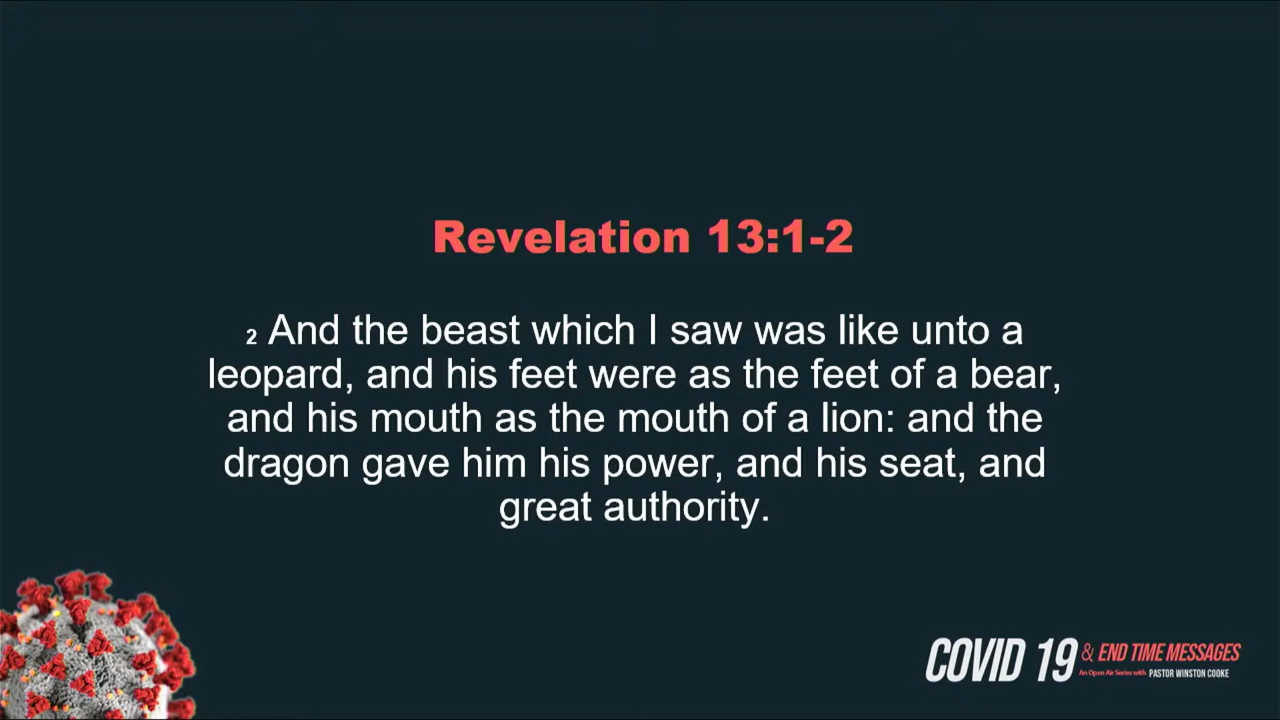 Revelation 13:1-2
2 And the beast which I saw was like unto a
leopard, and his feet were as the feet of a bear,
and his mouth as the mouth of a lion: and the
dragon gave him his power, and his seat, and
great authority.
COVID 19 & END TIME MESSAGES
An Open Air Series with PASTOR WINSTON COOKE